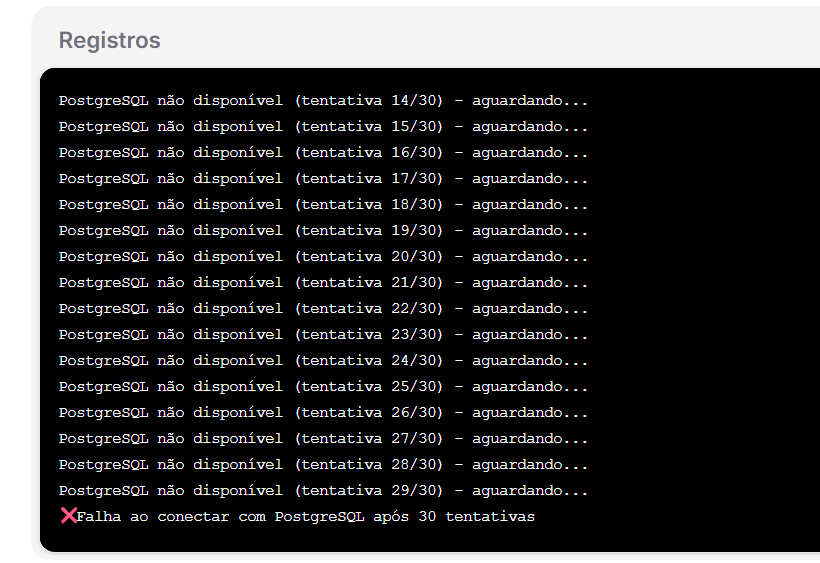 Registros
PostgreSQL não disponível (tentativa 14/30) - aguardando...
PostgreSQL não disponível (tentativa 15/30) - aguardando...
PostgreSQL não disponível (tentativa 16/30) - aguardando...
PostgreSQL não disponível (tentativa 17/30) - aguardando...
PostgreSQL não disponível (tentativa 18/30) - aguardando...
PostgreSQL não disponível (tentativa 19/30) - aguardando...
PostgreSQL não disponível (tentativa 20/30) - aguardando...
PostgreSQL não disponível (tentativa 21/30) - aguardando...
PostgreSQL não disponível (tentativa 22/30) - aguardando...
PostgreSQL não disponível (tentativa 23/30) - aguardando...
PostgreSQL não disponível (tentativa 24/30) - aguardando...
PostgreSQL não disponível (tentativa 25/30) - aguardando...
PostgreSQL não disponível (tentativa 26/30) - aguardando...
PostgreSQL não disponível (tentativa 27/30) - aguardando...
PostgreSQL não disponível (tentativa 28/30) - aguardando...
PostgreSQL não disponível (tentativa 29/30) - aguardando...
❌Falha ao conectar com PostgreSQL após 30 tentativas